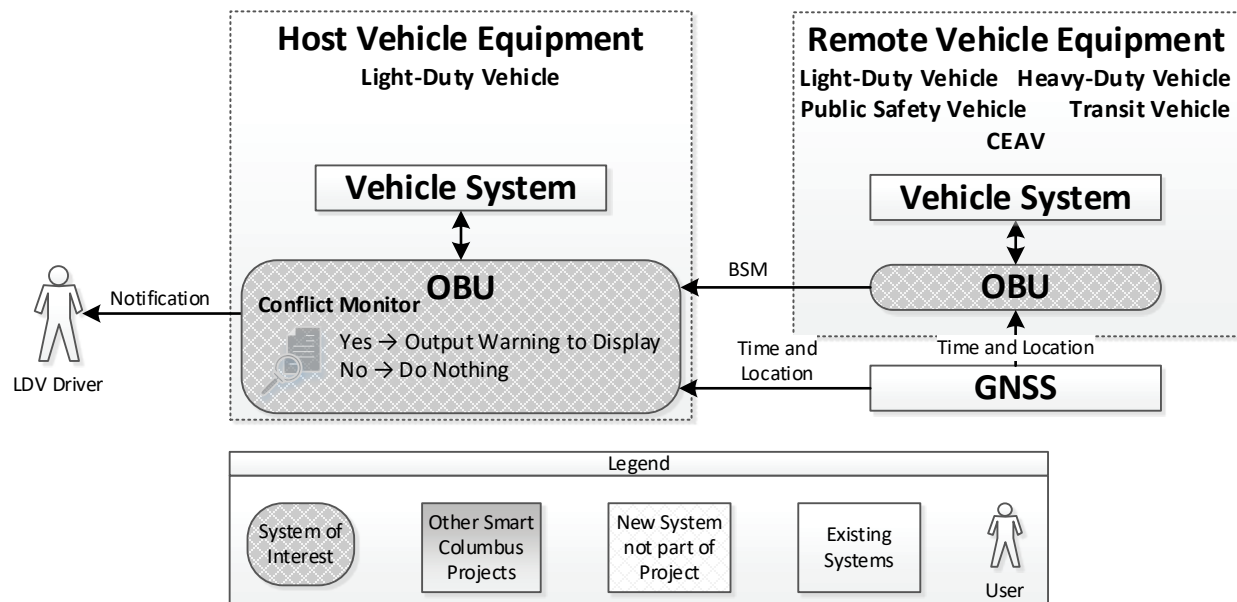 Host Vehicle Equipment
Light-Duty Vehicle
Vehicle System
OBU
Conflict Monitor
Yes → Output Warning to Display
No → Do Nothing
Notification
LDV Driver
Remote Vehicle Equipment
Light-Duty Vehicle Heavy-Duty Vehicle
Public Safety Vehicle Transit Vehicle
CEAV
Vehicle System
OBU
BSM
Time and
Location
Time and Location
GNSS
Legend
System of
Interest
Other Smart
Columbus
Projects
New System
not part of
Project
Existing
Systems
User